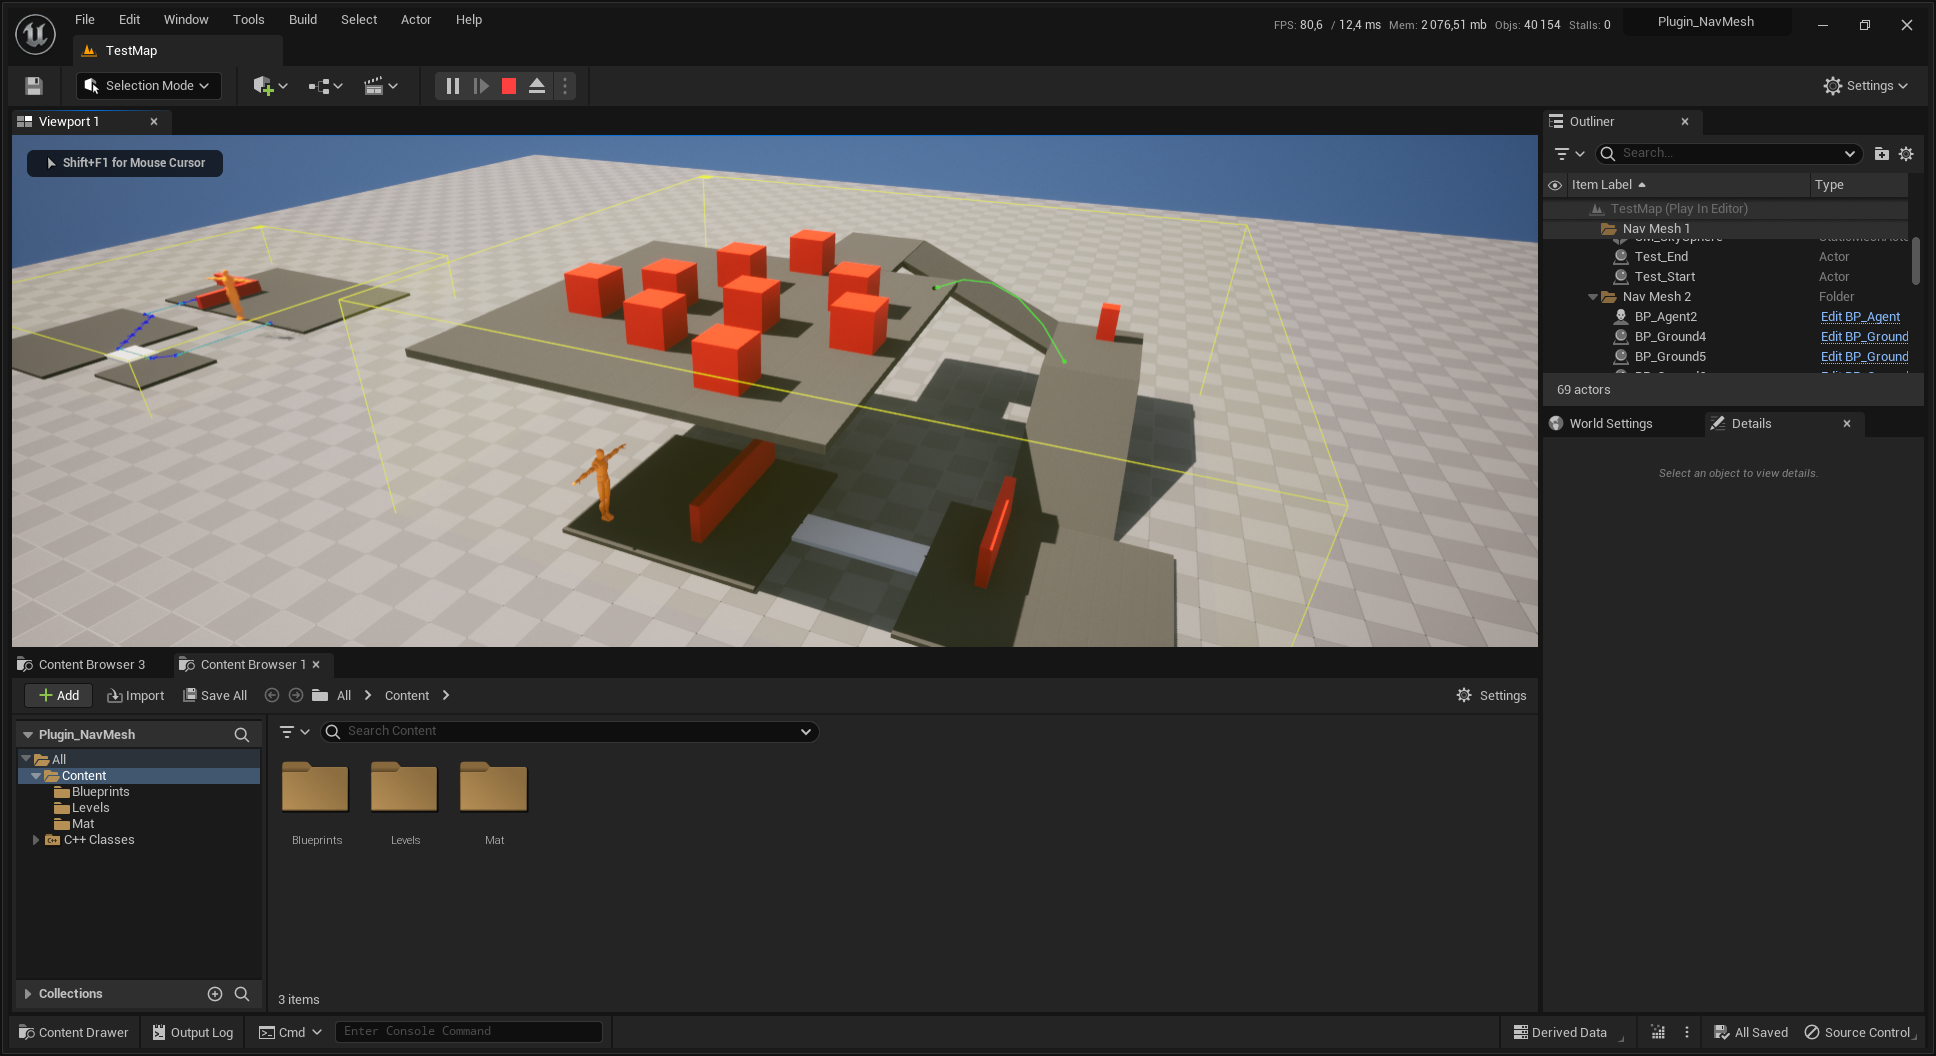 File Edit Window Tools Build Select Actor Help
FPS: 80,6 / 12,4 ms Mem: 2 076,51 mb Objs: 40 154 Stalls: 0
Plugin_NavMesh
TestMap
Selection Mode
Settings
Viewport 1
Shift+F1 for Mouse Cursor
Outliner
Search...
Item Label Type
TestMap (Play In Editor)
Nav Mesh 1
Test_End Actor
Test_Start Actor
Nav Mesh 2 Folder
BP_Agent2 Edit BP_Agent
BP_Ground4 Edit BP_Ground
BP_Ground5 Edit BP_Ground
69 actors
World Settings Details
Select an object to view details.
Content Browser 3 Content Browser 1
Add Import Save All All Content
Settings
Plugin_NavMesh
Search Content
All
Content
Blueprints
Levels
Mat
C++ Classes
Blueprints Levels Mat
Collections
3 items
Content Drawer Output Log Cmd Enter Console Command
Derived Data All Saved Source Control